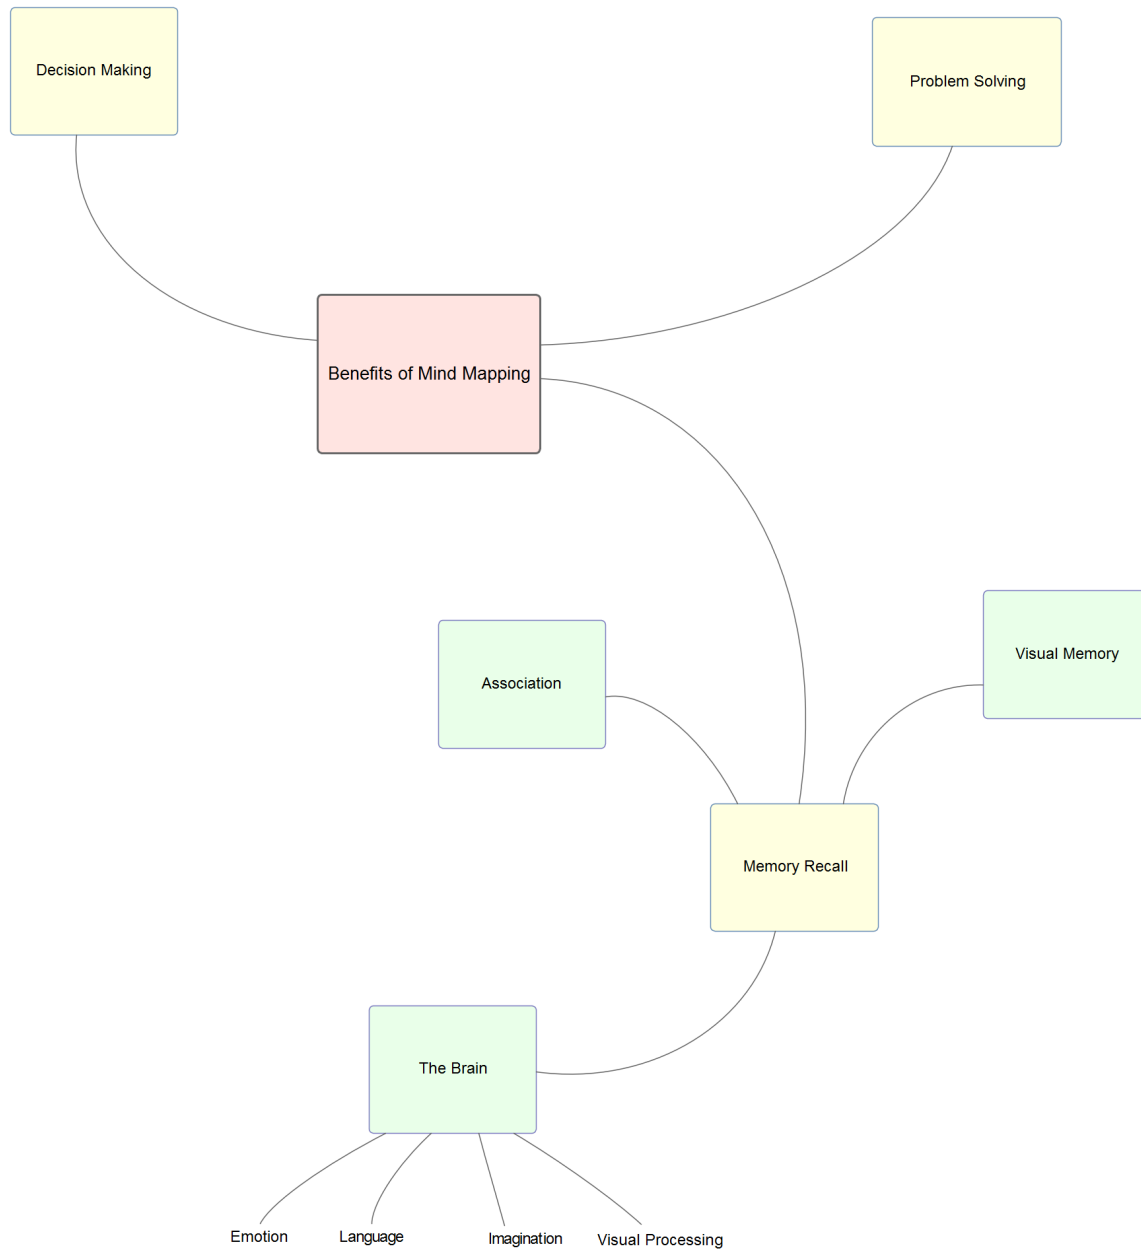 Decision Making
Problem Solving
Benefits of Mind Mapping
Visual Memory
Association
Memory Recall
The Brain
Emotion
Language
Imagination
Visual Processing